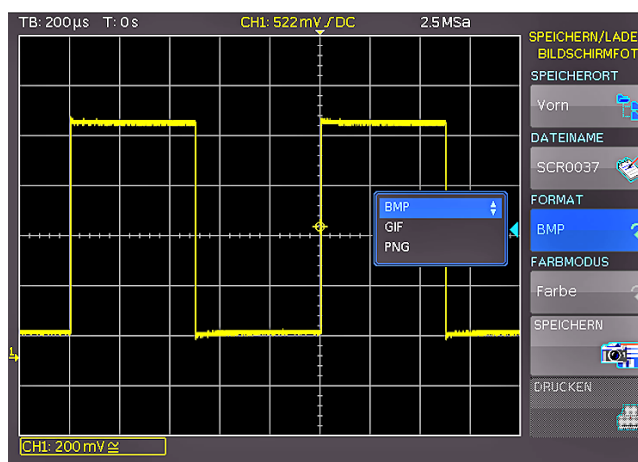 TB: 200µs T: 0s CH1: 522mV / DC 2.5MSa
SPEICHERN/LADE
BILDSCHIRMFOT
SPEICHERORT
Vorn
DATEINAME
SCR0037
FORMAT
BMP
FARBMODUS
Farbe
SPEICHERN
DRUCKEN
BMP
GIF
PNG
1
CH1: 200mV ≅